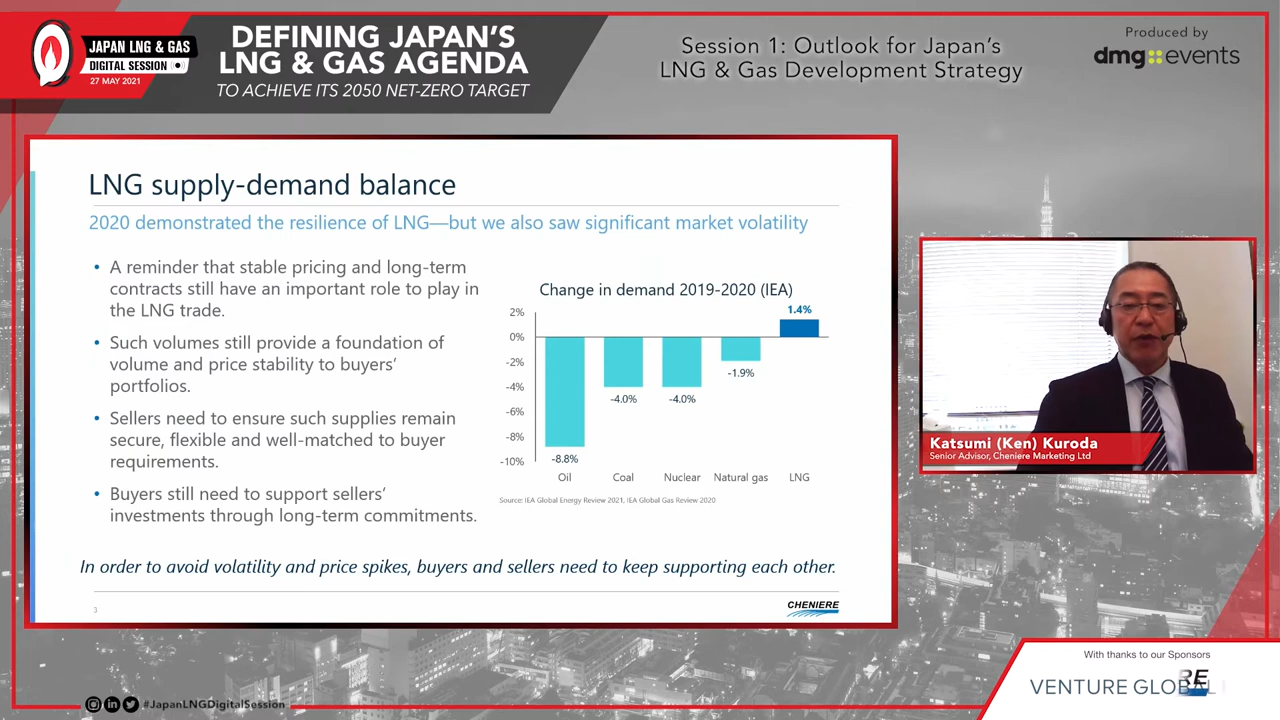 JAPAN LNG & GAS
DIGITAL SESSION
27 MAY 2021
DEFINING JAPAN'S
LNG & GAS AGENDA
TO ACHIEVE ITS 2050 NET-ZERO TARGET
Session 1: Outlook for Japan's
LNG & Gas Development Strategy
Produced by
dmg events
LNG supply-demand balance
2020 demonstrated the resilience of LNG—but we also saw significant market volatility
• A reminder that stable pricing and long-term
contracts still have an important role to play in
the LNG trade.
• Such volumes still provide a foundation of
volume and price stability to buyers'
portfolios.
• Sellers need to ensure such supplies remain
secure, flexible and well-matched to buyer
requirements.
• Buyers still need to support sellers'
investments through long-term commitments.
Change in demand 2019-2020 (IEA)
2%
0%
-2%
-4%
-6%
-8%
-10%
-8.8%
-4.0%
-4.0%
-1.9%
1.4%
Oil
Coal
Nuclear
Natural gas
LNG
Source: IEA Global Energy Review 2021, IEA Global Gas Review 2020
In order to avoid volatility and price spikes, buyers and sellers need to keep supporting each other.
3
CHENIERE
Katsumi (Ken) Kuroda
Senior Advisor, Cheniere Marketing Ltd
With thanks to our Sponsors
VENTURE GLOBAL
#JapanLNGDigitalSession